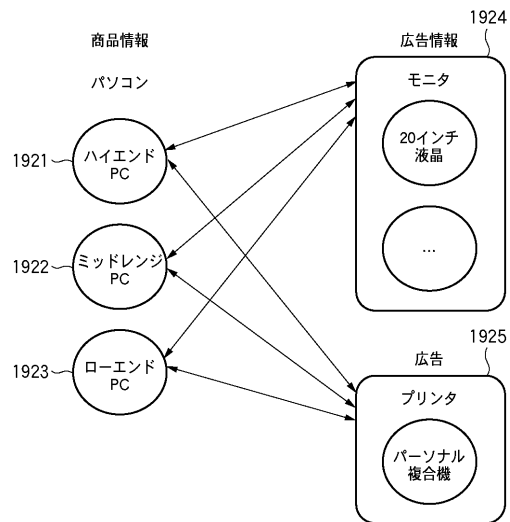 商品情報
パソコン
1921
ハイエンド
PC
1922
ミッドレンジ
PC
1923
ローエンド
PC
1924
広告情報
モニタ
20インチ
液晶
...
1925
広告
プリンタ
パーソナル
複合機